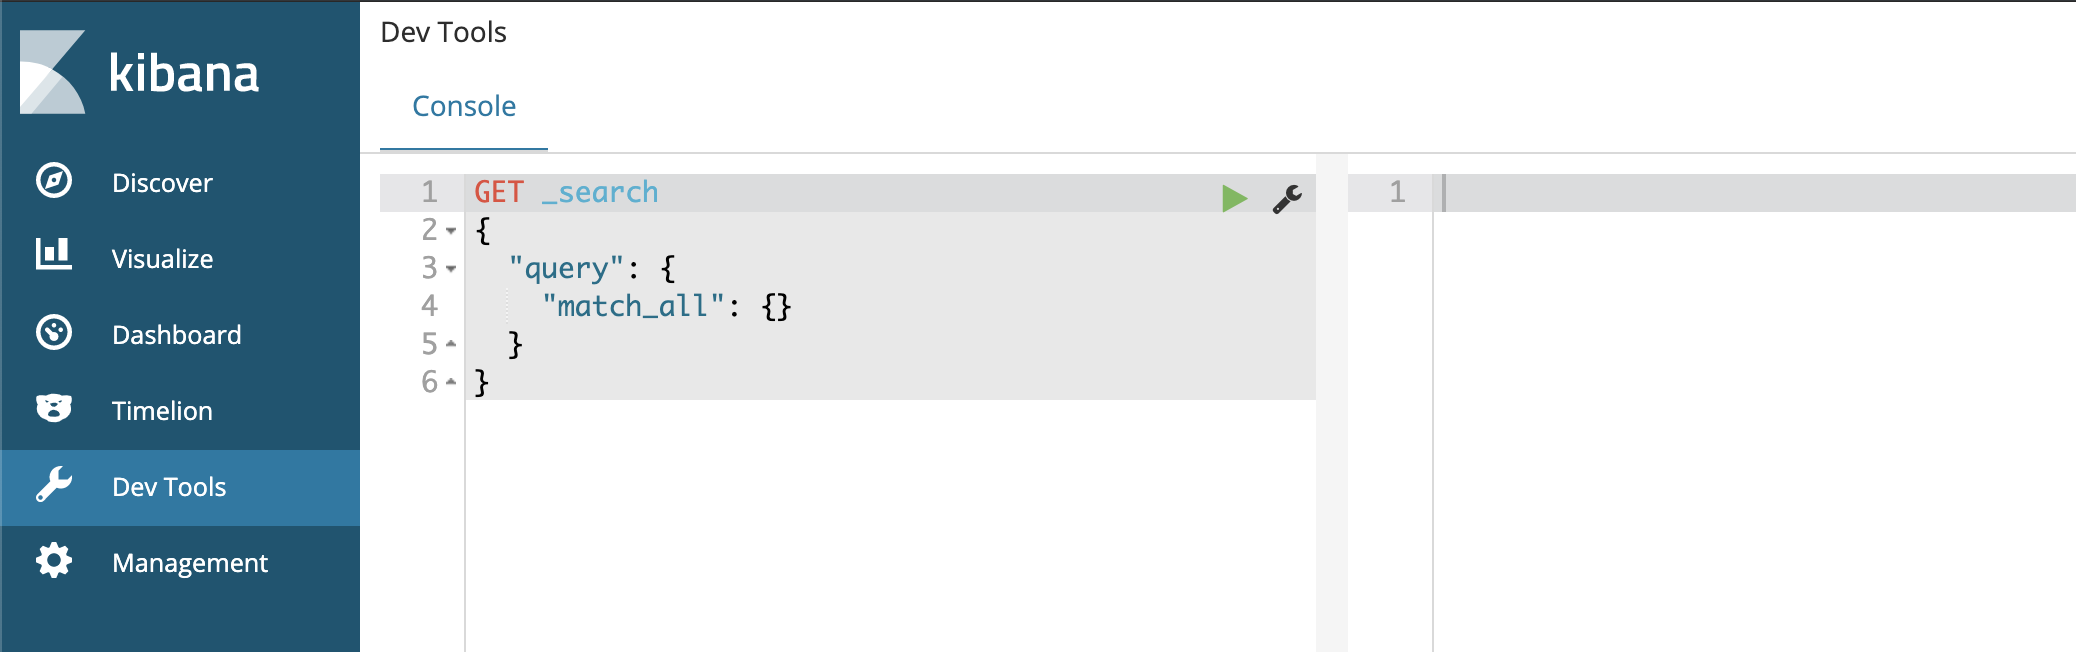 kibana
Discover
Visualize
Dashboard
Timelion
Dev Tools
Management
Dev Tools
Console
1 GET _search
2 {
3 "query": {
4 "match_all": {}
5 }
6 }
1